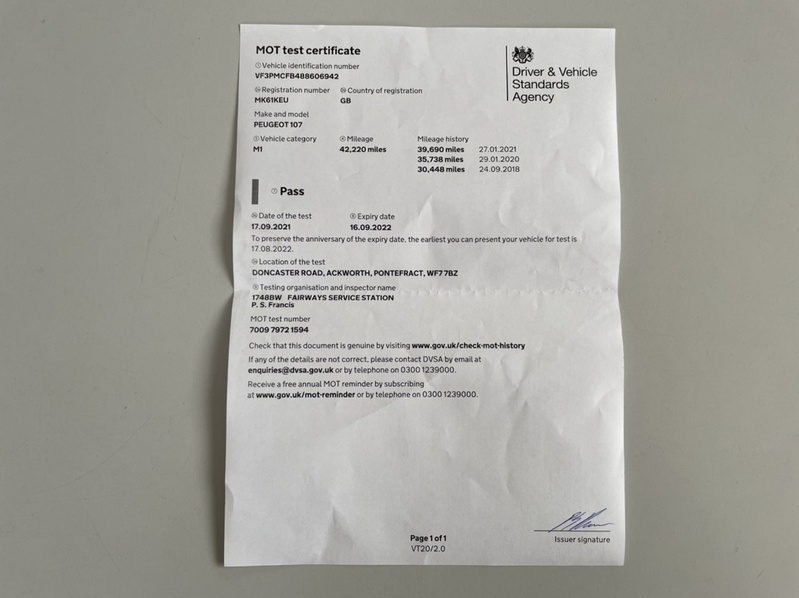 MOT test certificate
Vehicle identification number
VF3PMCFB488606942
Driver & Vehicle
Standards
Agency
Registration number Country of registration
MK61KEU GB
Make and model
PEUGEOT 107
Vehicle category Mileage Mileage history
M1 42,220 miles 39,690 miles 27.01.2021
35,738 miles 29.01.2020
30,448 miles 24.09.2018
Pass
Date of the test Expiry date
17.09.2021 16.09.2022
To preserve the anniversary of the expiry date, the earliest you can present your vehicle for test is
17.08.2022.
Location of the test
DONCASTER ROAD, ACKWORTH, PONTEFRACT, WF7 7BZ
Testing organisation and inspector name
1748BW FAIRWAYS SERVICE STATION
P. S. Francis
MOT test number
7009 7972 1594
Check that this document is genuine by visiting www.gov.uk/check-mot-history
If any of the details are not correct, please contact DVSA by email at
enquiries@dvsa.gov.uk or by telephone on 0300 1239000.
Receive a free annual MOT reminder by subscribing
at www.gov.uk/mot-reminder or by telephone on 0300 1239000.
Issuer signature
Page 1 of 1
VT20/2.0